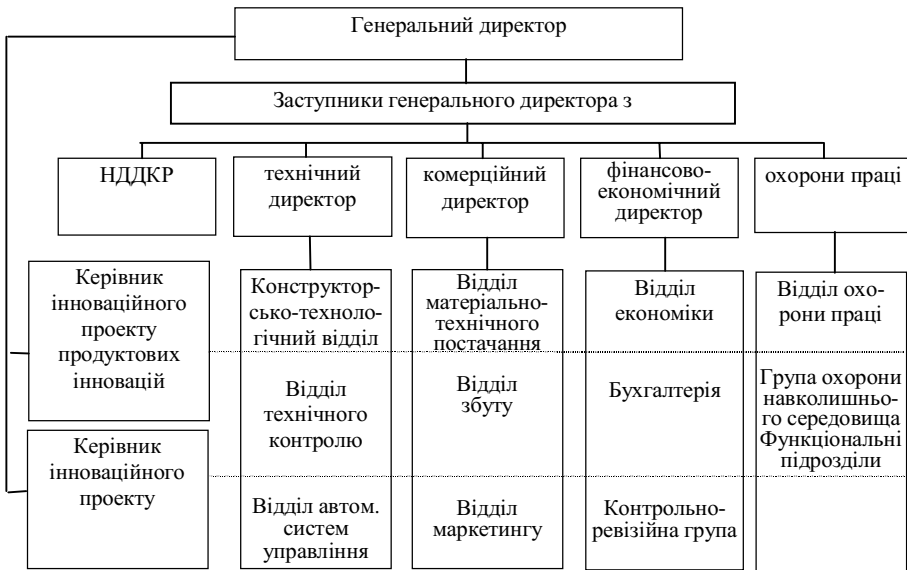 Генеральний директор
Заступники генерального директора з
НДДКР
технічний
директор
комерційний
директор
фінансово-
економічний
директор
охорони праці
Керівник
інноваційного
проекту
продуктових
інновацій
Керівник
інноваційного
проекту
Конструктор-
сько-техноло-
гічний відділ
Відділ
технічного
контролю
Відділ автом.
систем
управління
Відділ
матеріально-
технічного
постачання
Відділ
збуту
Відділ
маркетингу
Відділ
економіки
Бухгалтерія
Контрольно-
ревізійна група
Відділ охо-
рони праці
Група охорони
навколишньо-
го середовища
Функціональні
підрозділи